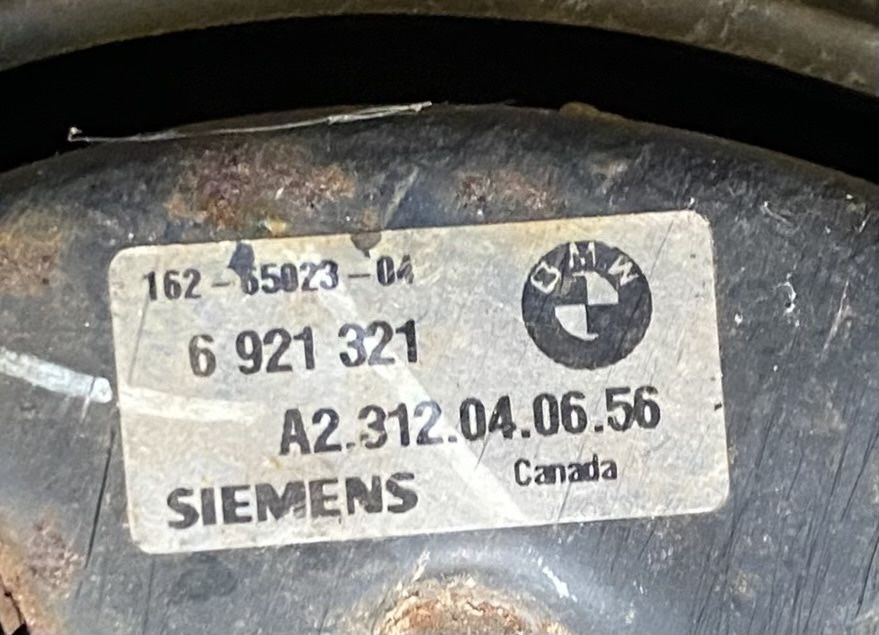 162-65023-04
6 921 321
BMW
A2.312.04.06.56
Canada
SIEMENS